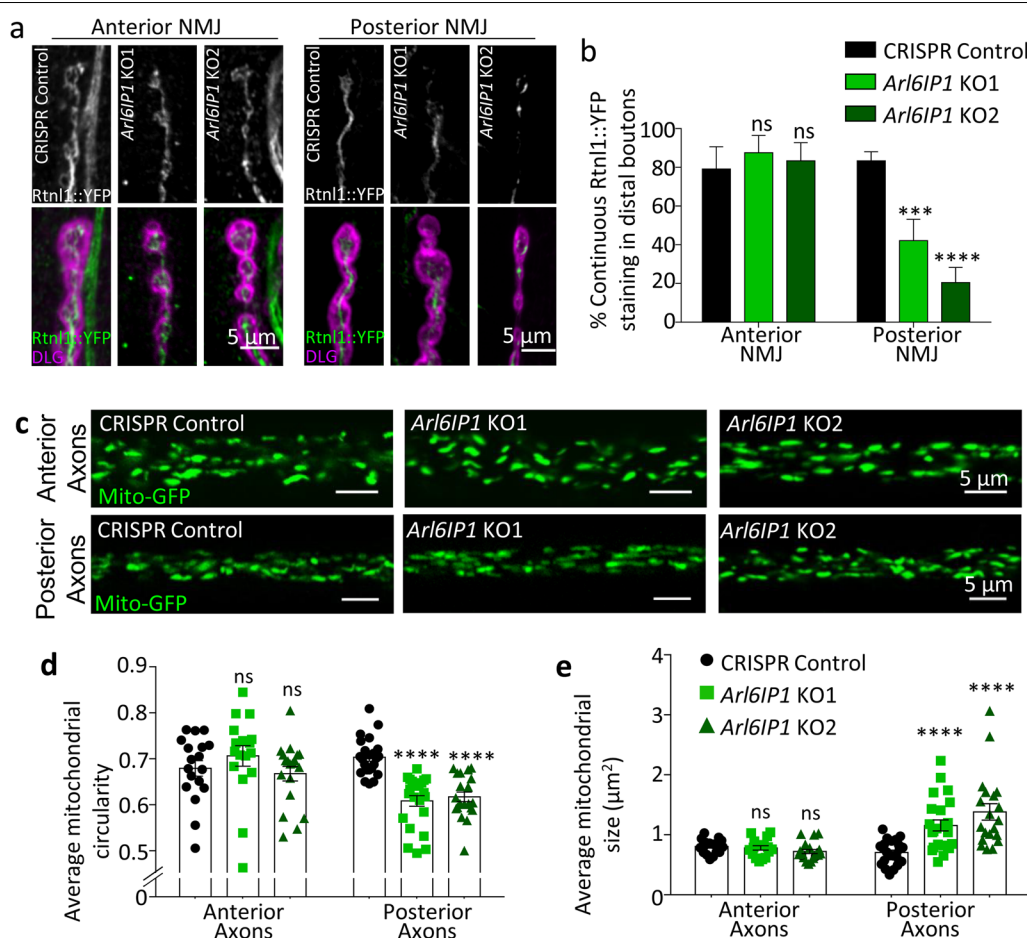 a
Anterior NMJ
Posterior NMJ
CRISPR Control
Arl6IP1 KO1
Arl6IP1 KO2
CRISPR Control
Arl6IP1 KO1
Arl6IP1 KO2
Rtnl1::YFP
Rtnl1::YFP
Rtnl1::YFP
DLG
5 μm
Rtnl1::YFP
DLG
5 μm
b
CRISPR Control
Arl6IP1 KO1
Arl6IP1 KO2
% Continuous Rtnl1::YFP
staining in distal boutons
100
80
60
40
20
0
ns
ns
***
****
Anterior
NMJ
Posterior
NMJ
c
Anterior
Axons
CRISPR Control
Mito-GFP
Arl6IP1 KO1
Arl6IP1 KO2
5 μm
Posterior
Axons
CRISPR Control
Mito-GFP
Arl6IP1 KO1
Arl6IP1 KO2
5 μm
d
Average mitochondrial
circularity
0.9
0.8
0.7
0.6
0.5
0
ns
ns
****
****
Anterior
Axons
Posterior
Axons
e
CRISPR Control
Arl6IP1 KO1
Arl6IP1 KO2
Average mitochondrial
size (μm²)
4
3
2
1
0
ns
ns
****
****
Anterior
Axons
Posterior
Axons